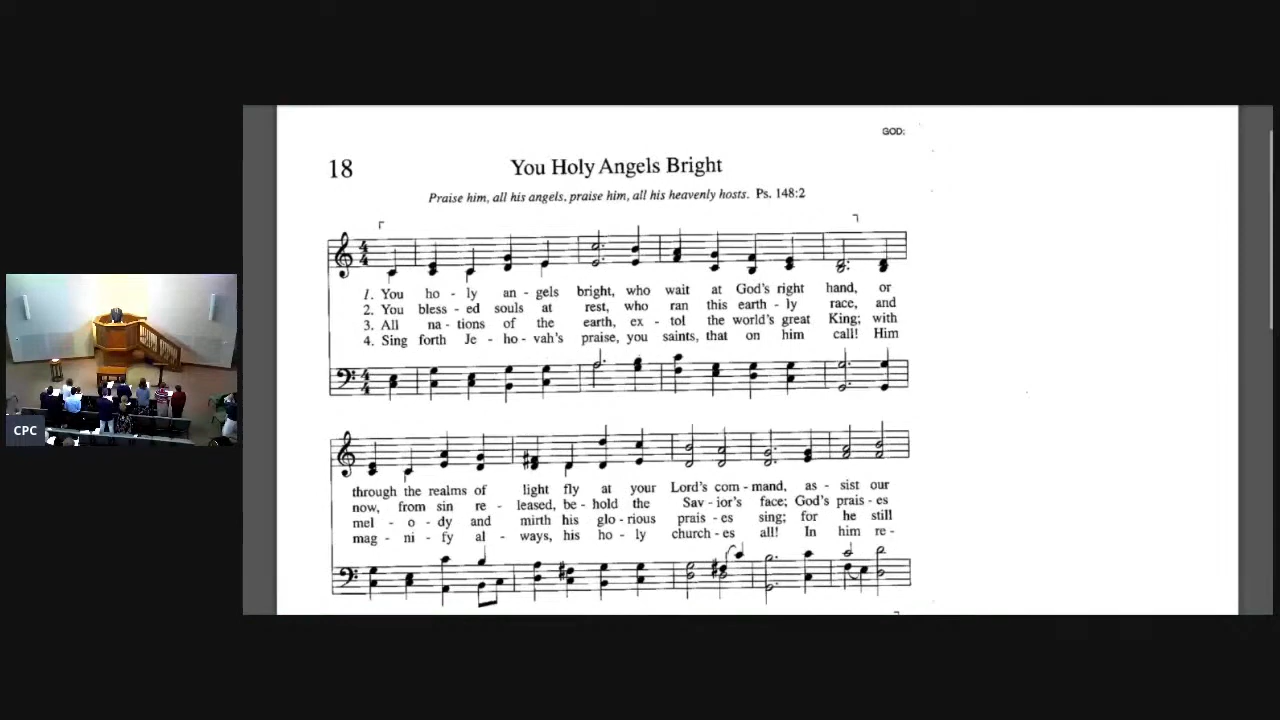 GOD:
18
You Holy Angels Bright
Praise him, all his angels, praise him, all his heavenly hosts. Ps. 148:2
1. You ho - ly an - gels bright, who wait at God's right hand, or
2. You bless - ed souls at rest, who ran this earth - ly race, and
3. All na - tions of the earth, ex - tol the world's great King; with
4. Sing forth Je - ho - vah's praise, you saints, that on him call! Him
through the realms of light fly at your Lord's com - mand, as - sist our
now, from sin re - leased, be - hold the Sav - ior's face; God's prais - es
mel - o - dy and mirth his glo - rious prais - es sing; for he still
mag - ni - fy al - ways, his ho - ly church - es all! In him re -
CPC